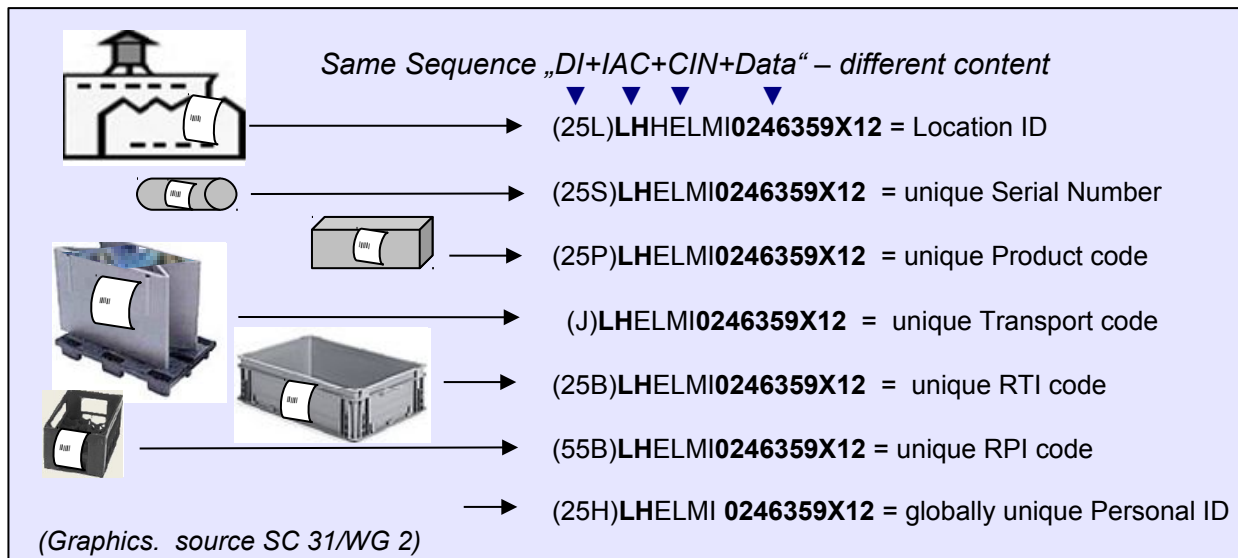 Same Sequence „DI+IAC+CIN+Data“ – different content
(25L)LHHELMI0246359X12 = Location ID
(25S)LHELMI0246359X12 = unique Serial Number
(25P)LHELMI0246359X12 = unique Product code
(J)LHELMI0246359X12 = unique Transport code
(25B)LHELMI0246359X12 = unique RTI code
(55B)LHELMI0246359X12 = unique RPI code
(25H)LHELMI 0246359X12 = globally unique Personal ID
(Graphics. source SC 31/WG 2)